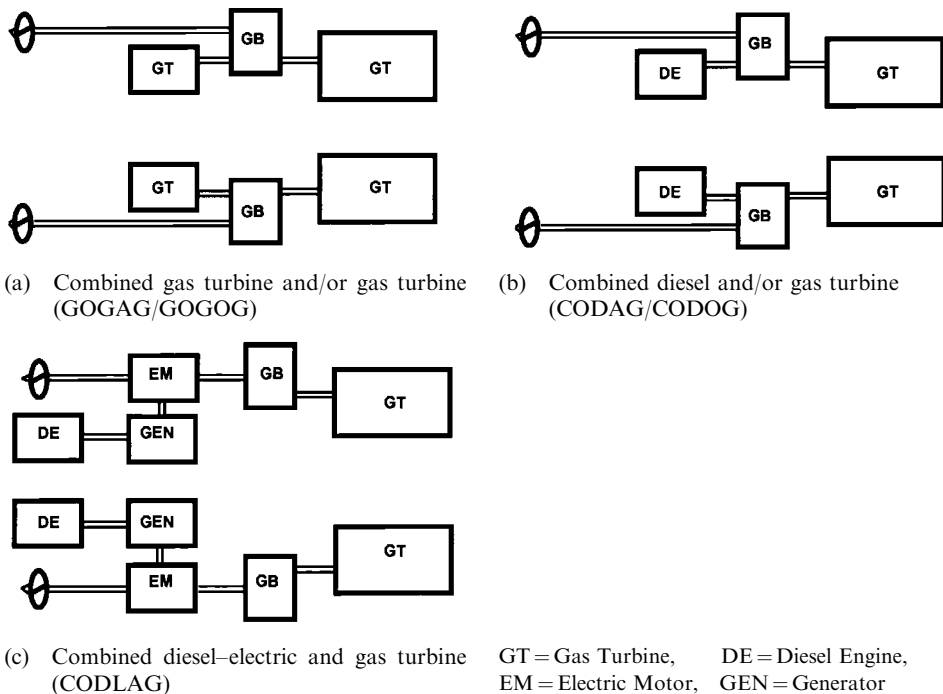 GB
GT
GT
GT
GT
GB
(a) Combined gas turbine and/or gas turbine
(GOGAG/GOGOG)
GB
DE
GT
DE
GT
GB
(b) Combined diesel and/or gas turbine
(CODAG/CODOG)
EM
GB
GT
DE
GEN
DE
GEN
GT
EM
GB
(c) Combined diesel–electric and gas turbine
(CODLAG)
GT = Gas Turbine, DE = Diesel Engine,
EM = Electric Motor, GEN = Generator